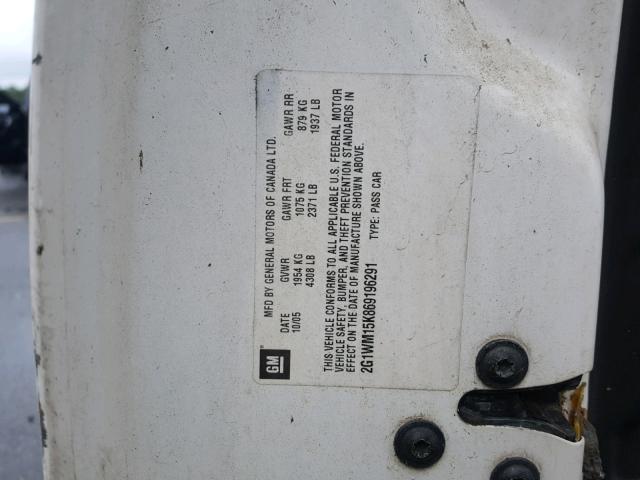 MFD BY GENERAL MOTORS OF CANADA LTD.
DATE GVWR GAWR FRT GAWR RR
10/05 1954 KG 1075 KG 879 KG
4308 LB 2371 LB 1937 LB
THIS VEHICLE CONFORMS TO ALL APPLICABLE U.S. FEDERAL MOTOR
VEHICLE SAFETY, BUMPER, AND THEFT PREVENTION STANDARDS IN
EFFECT ON THE DATE OF MANUFACTURE SHOWN ABOVE.
2G1WM15K869196291 TYPE: PASS CAR
GM